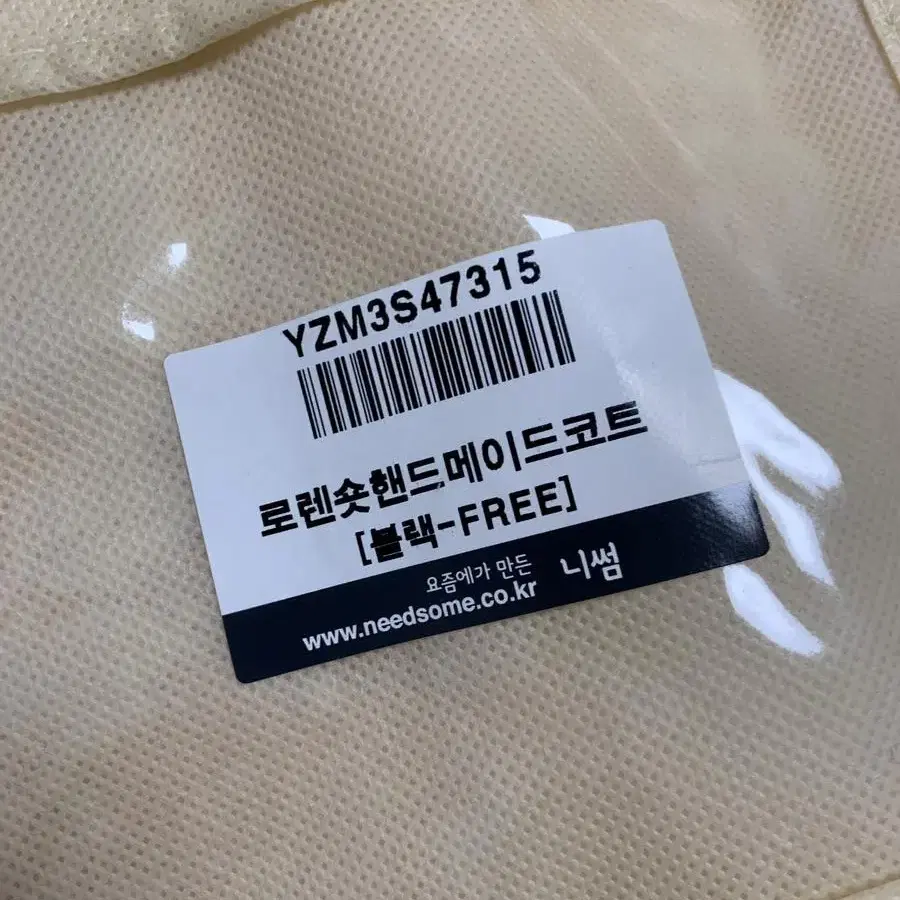 YZM3S47315
로렌숏핸드메이드코트
[블랙-FREE]
요즘에가 만든 니썸
www.needsome.co.kr